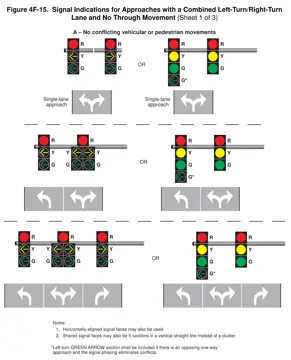 Figure 4F-15. Signal Indications for Approaches with a Combined Left-Turn/Right-Turn
Lane and No Through Movement (Sheet 1 of 3)
A – No conflicting vehicular or pedestrian movements
R R R R
Y Y Y Y
G G G G
OR
G*
Single-lane
approach
Single-lane
approach
R R R R
Y Y Y Y Y
G G G G G
OR
G*
R R R R R
Y Y Y Y Y Y
G G G G G G
OR
G*
Notes:
1. Horizontally-aligned signal faces may also be used.
2. Shared signal faces may also be 5 sections in a vertical straight line instead of a cluster.
*Left-turn GREEN ARROW section shall be included if there is an opposing one-way
approach and the signal phasing eliminates conflicts.